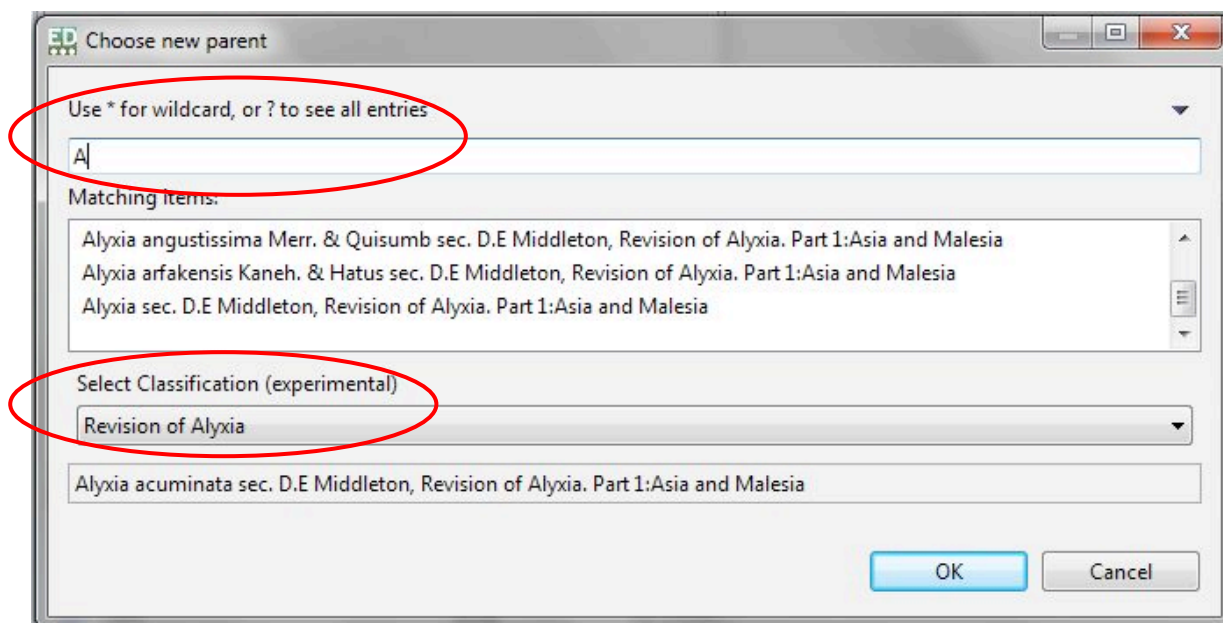 Choose new parent
Use * for wildcard, or ? to see all entries
A
Matching items:
Alyxia angustissima Merr. & Quisumb sec. D.E Middleton, Revision of Alyxia. Part 1:Asia and Malesia
Alyxia arfakensis Kaneh. & Hatus sec. D.E Middleton, Revision of Alyxia. Part 1:Asia and Malesia
Alyxia sec. D.E Middleton, Revision of Alyxia. Part 1:Asia and Malesia
Select Classification (experimental)
Revision of Alyxia
Alyxia acuminata sec. D.E Middleton, Revision of Alyxia. Part 1:Asia and Malesia
OK Cancel